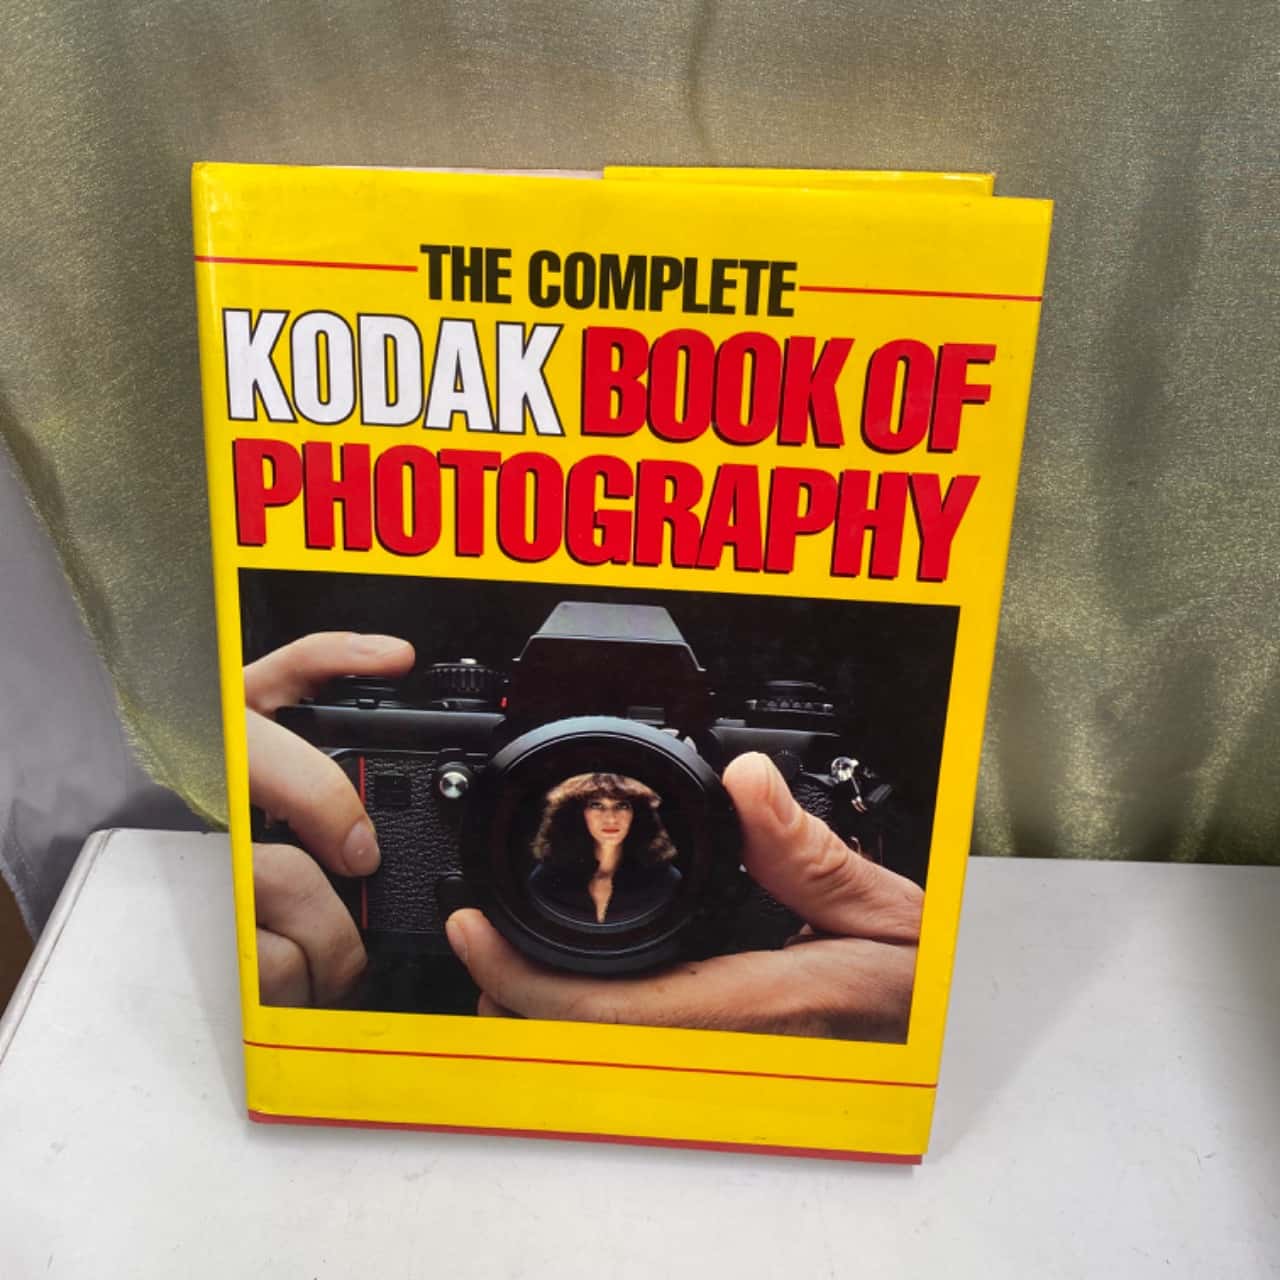 THE COMPLETE
KODAK BOOK OF
PHOTOGRAPHY